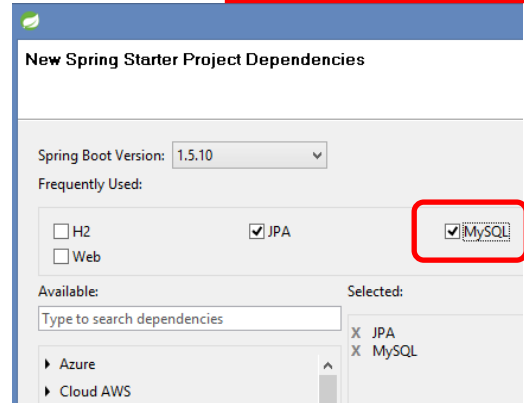 New Spring Starter Project Dependencies
Spring Boot Version: 1.5.10
Frequently Used:
H2 JPA MySQL
Web
Available: Selected:
Type to search dependencies
X JPA
X MySQL
Azure
Cloud AWS